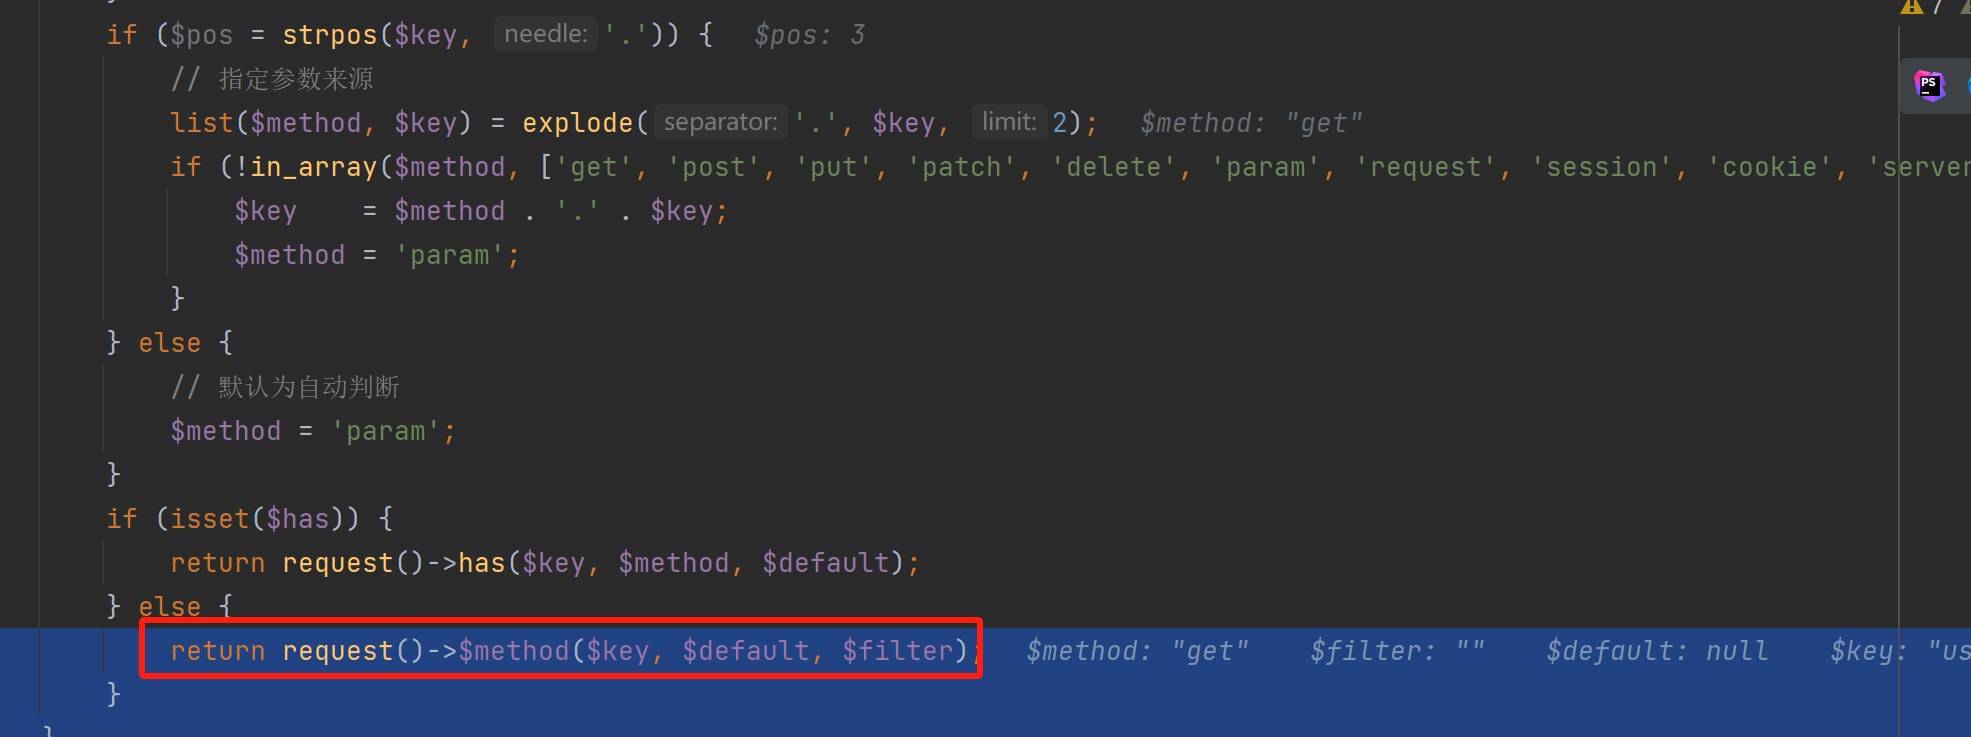 if ($pos = strpos($key, needle: '.')) { $pos: 3
7
// 指定参数来源
PS
list($method, $key) = explode( separator: '.', $key, limit: 2); $method: "get"
if (!in_array($method, ['get', 'post', 'put', 'patch', 'delete', 'param', 'request', 'session', 'cookie', 'server
$key = $method . '.' . $key;
$method = 'param';
}
} else {
// 默认为自动判断
$method = 'param';
}
if (isset($has)) {
return request()->has($key, $method, $default);
} else {
return request()->$method($key, $default, $filter); $method: "get" $filter: "" $default: null $key: "us
}